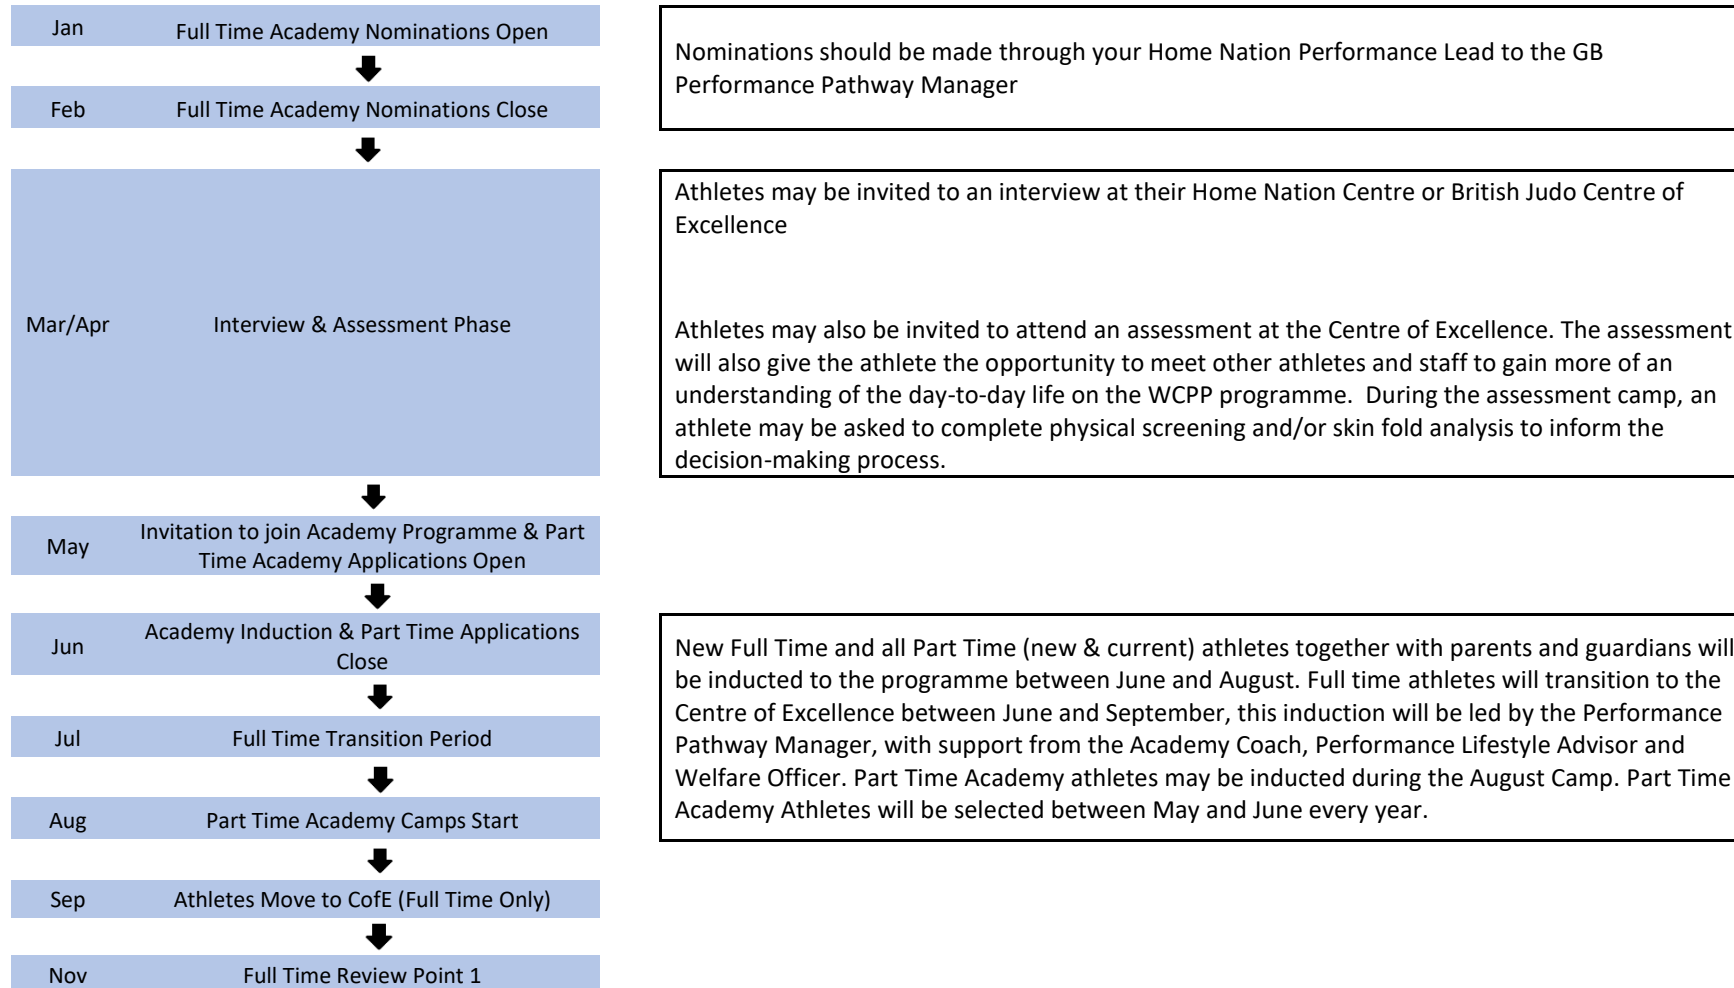 Jan Full Time Academy Nominations Open
Nominations should be made through your Home Nation Performance Lead to the GB
Performance Pathway Manager
Feb Full Time Academy Nominations Close
Athletes may be invited to an interview at their Home Nation Centre or British Judo Centre of
Excellence
Mar/Apr Interview & Assessment Phase
Athletes may also be invited to attend an assessment at the Centre of Excellence. The assessment
will also give the athlete the opportunity to meet other athletes and staff to gain more of an
understanding of the day-to-day life on the WCPP programme.  During the assessment camp, an
athlete may be asked to complete physical screening and/or skin fold analysis to inform the
decision-making process.
May Invitation to join Academy Programme & Part
Time Academy Applications Open
Jun Academy Induction & Part Time Applications
Close
New Full Time and all Part Time (new & current) athletes together with parents and guardians will
be inducted to the programme between June and August. Full time athletes will transition to the
Centre of Excellence between June and September, this induction will be led by the Performance
Pathway Manager, with support from the Academy Coach, Performance Lifestyle Advisor and
Welfare Officer. Part Time Academy athletes may be inducted during the August Camp. Part Time
Academy Athletes will be selected between May and June every year.
Jul Full Time Transition Period
Aug Part Time Academy Camps Start
Sep Athletes Move to CofE (Full Time Only)
Nov Full Time Review Point 1